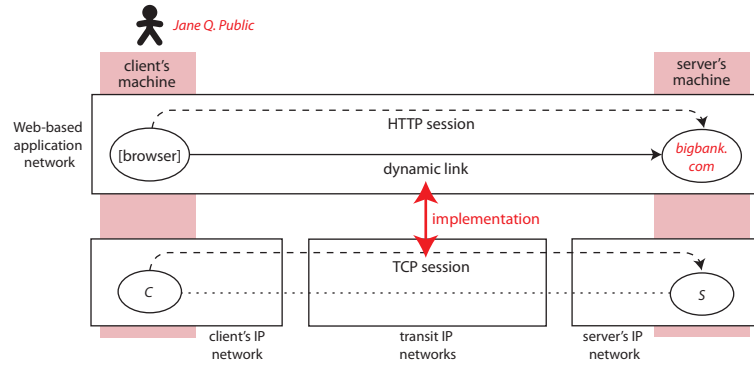 Jane Q. Public
client's
machine
server's
machine
Web-based
application
network
HTTP session
[browser]
bigbank.
com
dynamic link
implementation
TCP session
C
S
client's IP
network
transit IP
networks
server's IP
network